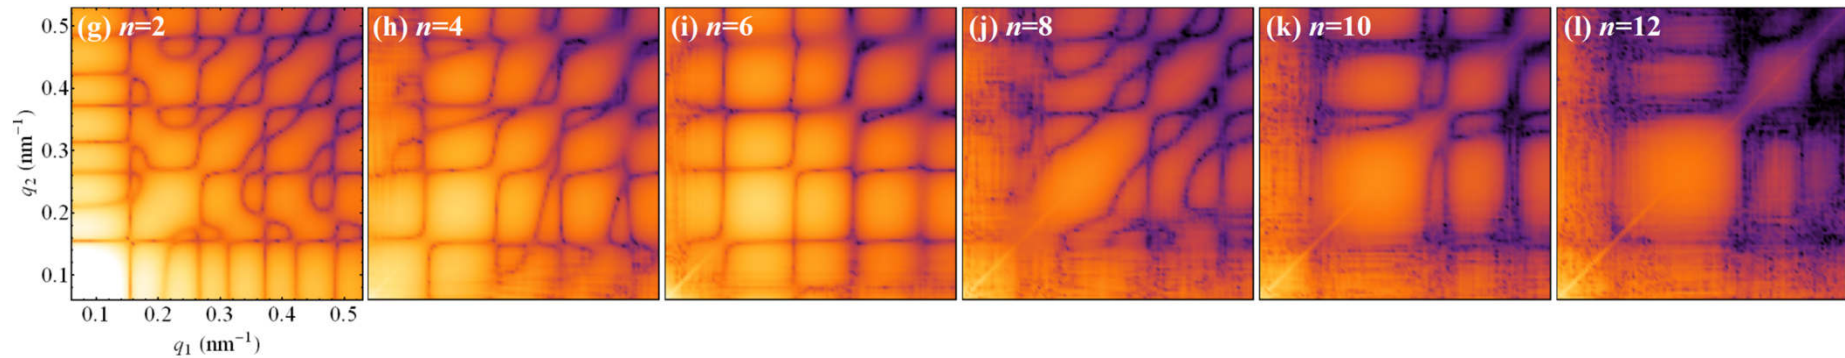 (g) n=2
(h) n=4
(i) n=6
(j) n=8
(k) n=10
(l) n=12
0.5
0.4
0.3
0.2
0.1
q₂ (nm⁻¹)
0.1 0.2 0.3 0.4 0.5
q₁ (nm⁻¹)